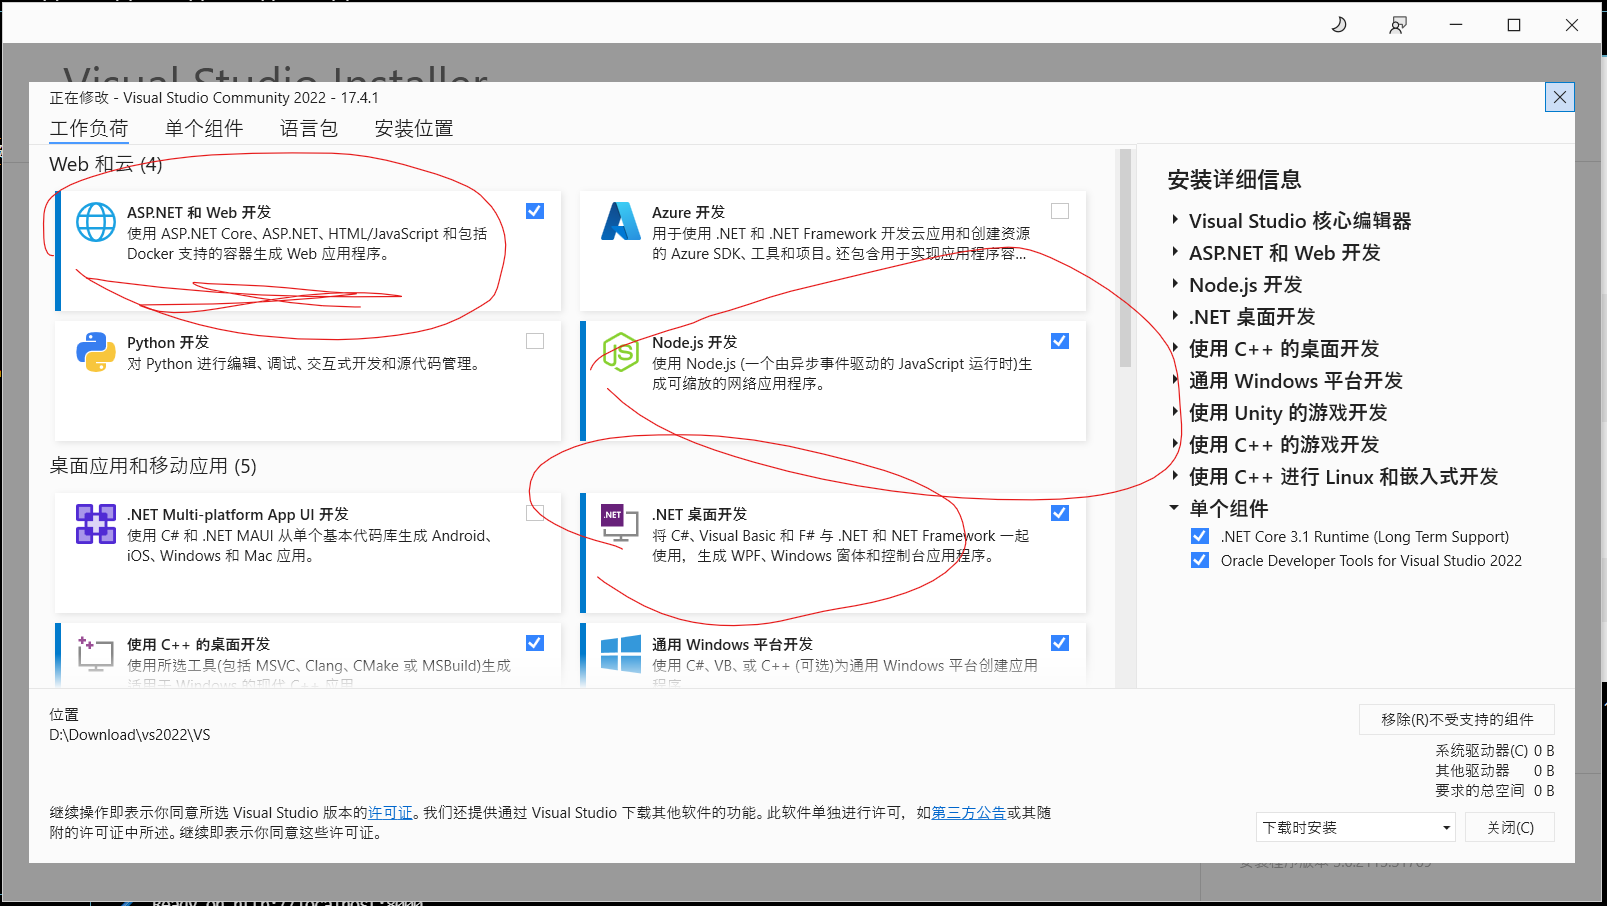 Visual Studio Installer
正在修改 - Visual Studio Community 2022 - 17.4.1
工作负荷 单个组件 语言包 安装位置
Web 和云 (4)
ASP.NET 和 Web 开发
使用 ASP.NET Core、ASP.NET、HTML/JavaScript 和包括
Docker 支持的容器生成 Web 应用程序。
Azure 开发
用于使用 .NET 和 .NET Framework 开发云应用和创建资源
的 Azure SDK、工具和项目。还包含用于实现应用程序容...
Python 开发
对 Python 进行编辑、调试、交互式开发和源代码管理。
Node.js 开发
使用 Node.js (一个由异步事件驱动的 JavaScript 运行时)生
成可缩放的网络应用程序。
桌面应用和移动应用 (5)
.NET Multi-platform App UI 开发
使用 C# 和 .NET MAUI 从单个基本代码库生成 Android、
iOS、Windows 和 Mac 应用。
.NET
.NET 桌面开发
将 C#、Visual Basic 和 F# 与 .NET 和 .NET Framework 一起
使用，生成 WPF、Windows 窗体和控制台应用程序。
使用 C++ 的桌面开发
使用所选工具(包括 MSVC、Clang、CMake 或 MSBuild)生成
适用于 Windows 的现代 C++ 应用
通用 Windows 平台开发
使用 C#、VB、或 C++ (可选)为通用 Windows 平台创建应用
程序。
安装详细信息
Visual Studio 核心编辑器
ASP.NET 和 Web 开发
Node.js 开发
.NET 桌面开发
使用 C++ 的桌面开发
通用 Windows 平台开发
使用 Unity 的游戏开发
使用 C++ 的游戏开发
使用 C++ 进行 Linux 和嵌入式开发
单个组件
.NET Core 3.1 Runtime (Long Term Support)
Oracle Developer Tools for Visual Studio 2022
位置
D:\Download\vs2022\VS
移除(R)不受支持的组件
系统驱动器(C) 0 B
其他驱动器 0 B
要求的总空间 0 B
继续操作即表示你同意所选 Visual Studio 版本的许可证。我们还提供通过 Visual Studio 下载其他软件的功能。此软件单独进行许可，如第三方公告或其随
附的许可证中所述。继续即表示你同意这些许可证。
下载时安装
关闭(C)